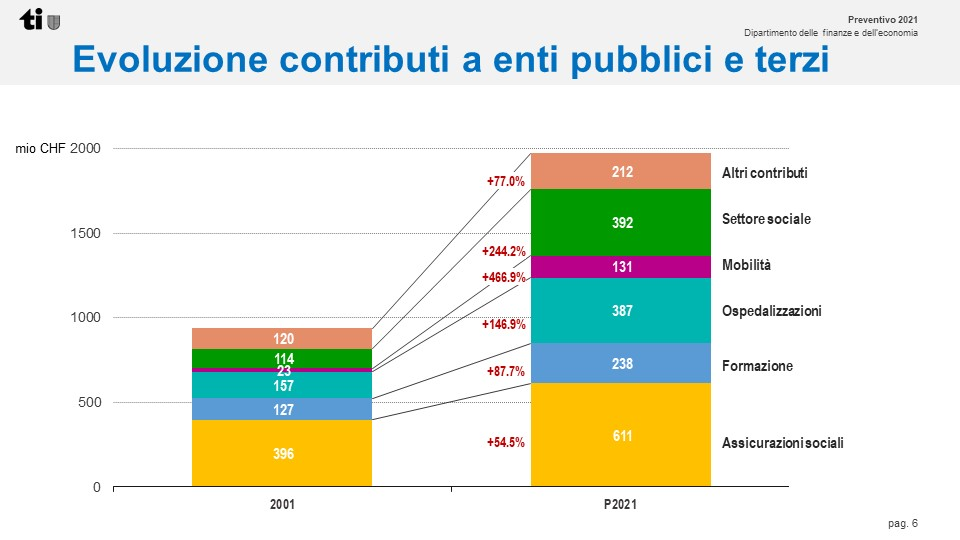 ti
Preventivo 2021
Dipartimento delle finanze e dell'economia
Evoluzione contributi a enti pubblici e terzi
mio CHF 2000
1500
1000
500
0
120
114
23
157
127
396
2001
+77.0%
+244.2%
+466.9%
+146.9%
+87.7%
+54.5%
212
392
131
387
238
611
P2021
Altri contributi
Settore sociale
Mobilità
Ospedalizzazioni
Formazione
Assicurazioni sociali
pag. 6